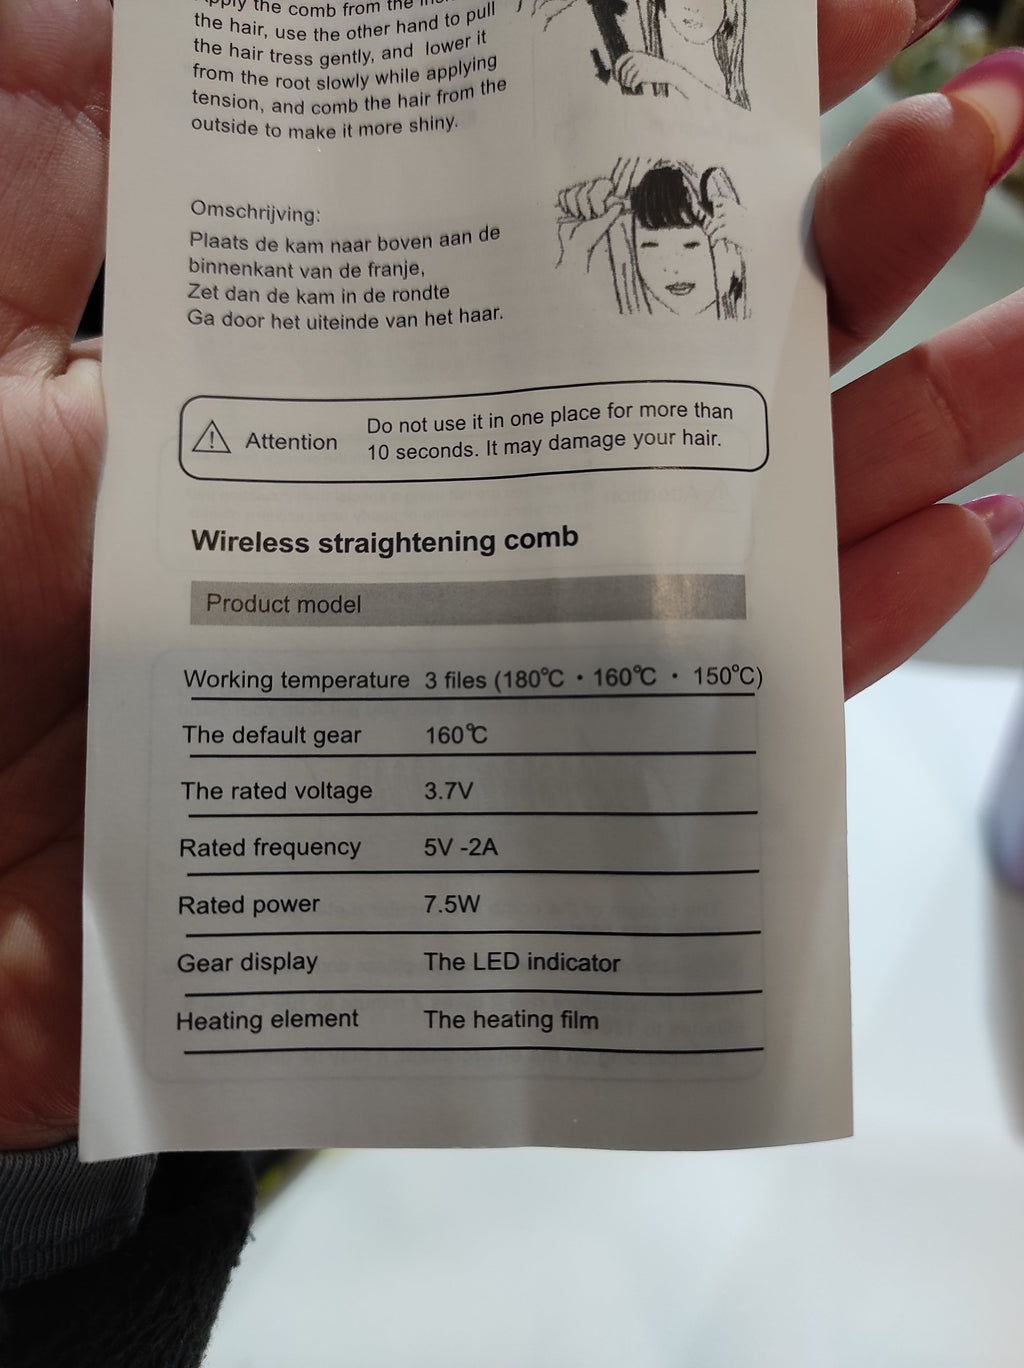 the comb from the
the hair, use the other hand to pull
the hair tress gently, and lower it
from the root slowly while applying
tension, and comb the hair from the
outside to make it more shiny.
Omschrijving:
Plaats de kam naar boven aan de
binnenkant van de franje,
Zet dan de kam in de rondte
Ga door het uiteinde van het haar.
Attention
Do not use it in one place for more than
10 seconds. It may damage your hair.
Wireless straightening comb
Product model
Working temperature 3 files (180℃ · 160℃ · 150℃)
The default gear 160℃
The rated voltage 3.7V
Rated frequency 5V -2A
Rated power 7.5W
Gear display The LED indicator
Heating element The heating film